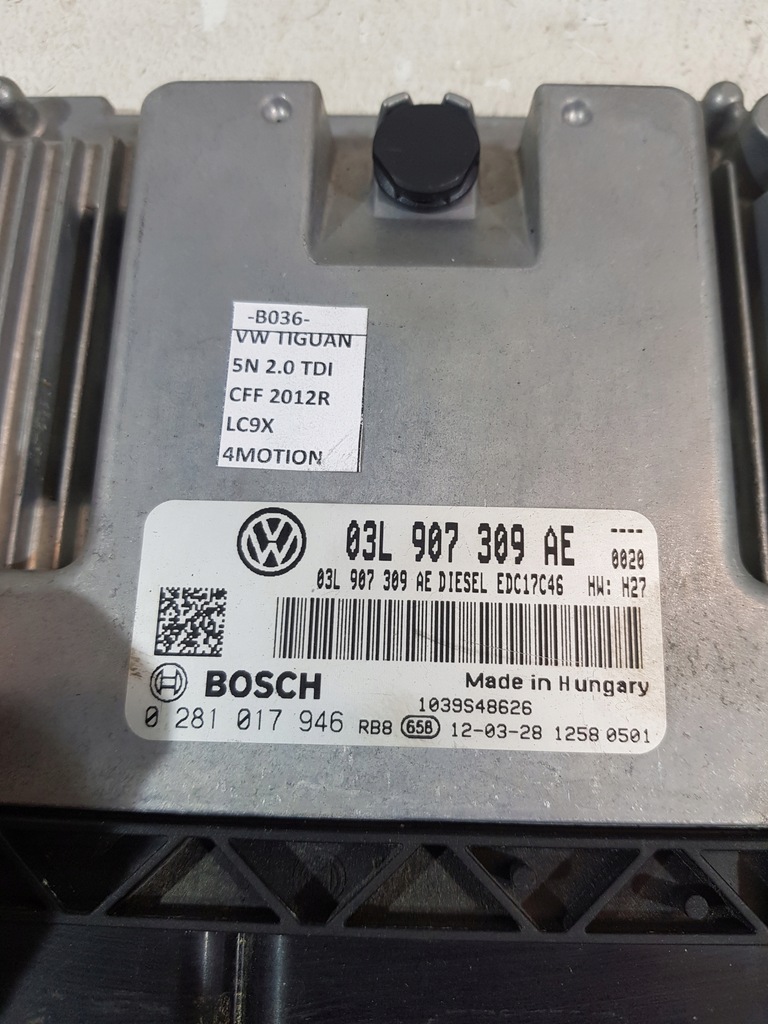 -B036-
VW TIGUAN
5N 2.0 TDI
CFF 2012R
LC9X
4MOTION
03L 907 309 AE ----
0020
03L 907 309 AE DIESEL EDC17C46 HW: H27
BOSCH Made in Hungary
1039S48626
0 281 017 946 RB8 658 12-03-28 1258 0501